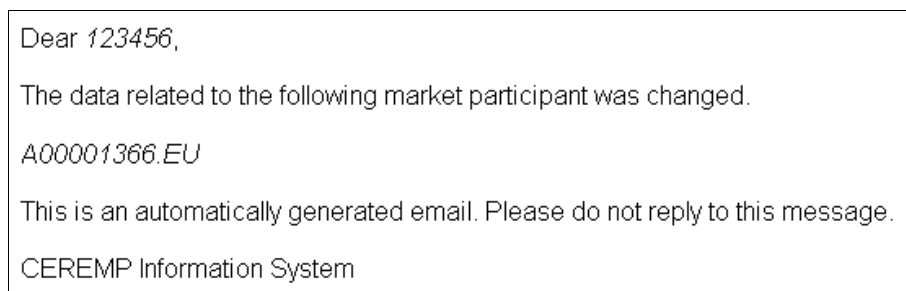 Dear 123456,
The data related to the following market participant was changed.
A00001366.EU
This is an automatically generated email. Please do not reply to this message.
CEREMP Information System